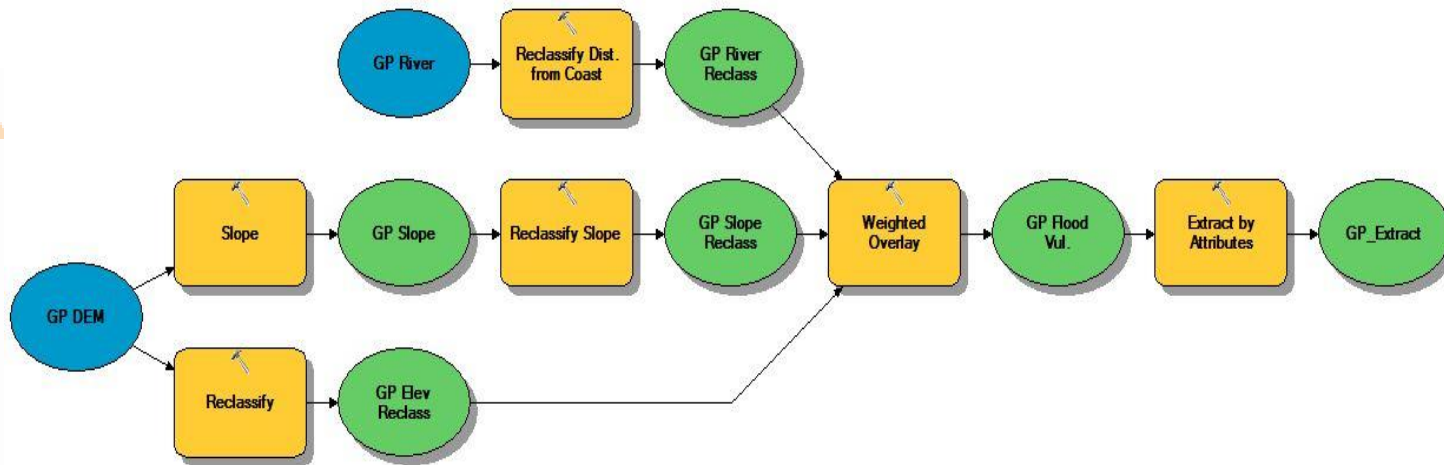 GP River
Reclassify Dist.
from Coast
GP River
Reclass
Slope
GP Slope
Reclassify Slope
GP Slope
Reclass
Weighted
Overlay
GP Flood
Vul.
Extract by
Attributes
GP_Extract
GP DEM
Reclassify
GP Elev
Reclass